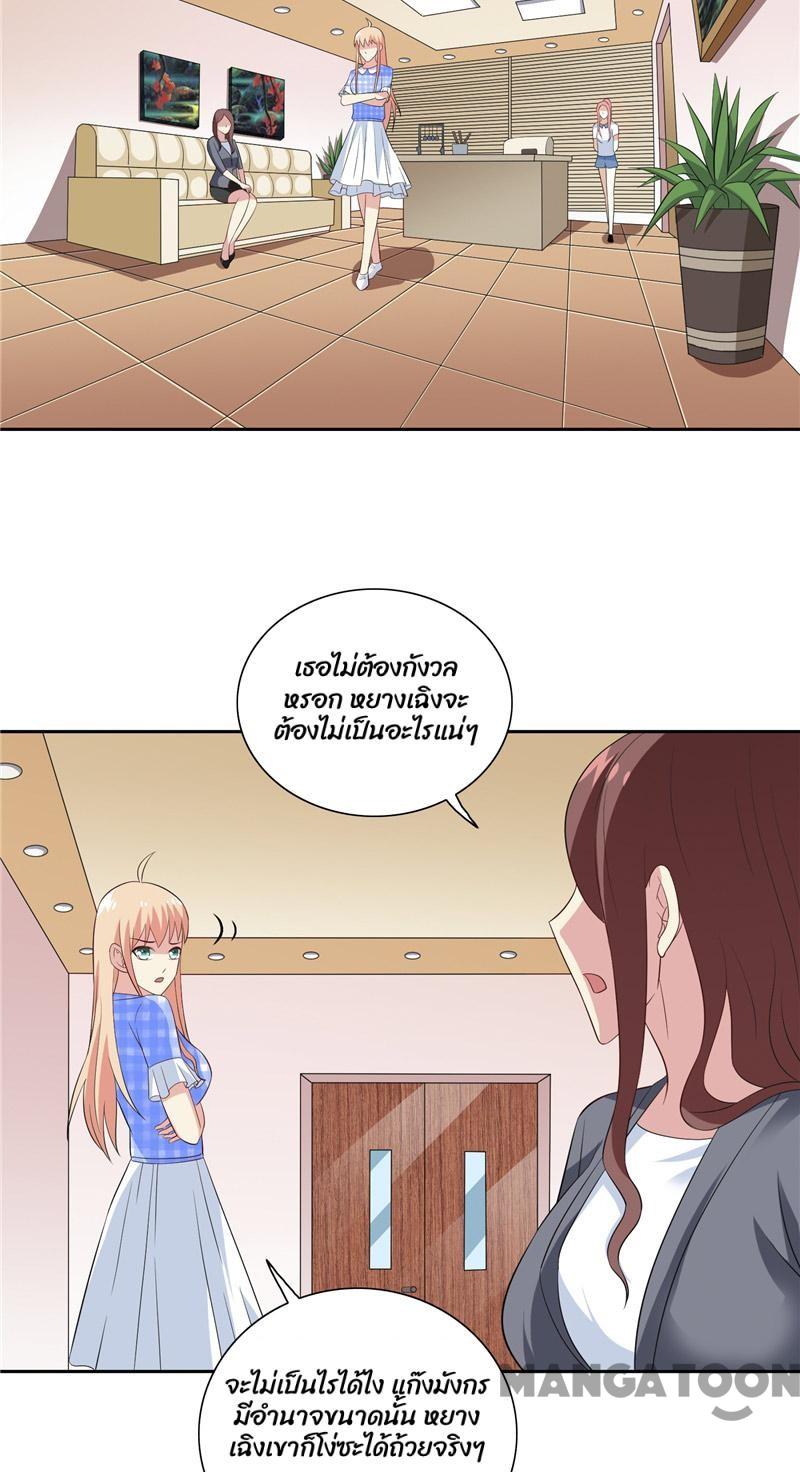 เธอไม่ต้องกังวล
หรอก หยางเฉิงจะ
ต้องไม่เป็นอะไรแน่ๆ
จะไม่เป็นไรได้ไง แก๊งมังกร
มีอำนาจขนาดนั้น หยาง
เฉิงเขาก็โง่ซะได้ถ้วยจริงๆ
MANGATOON